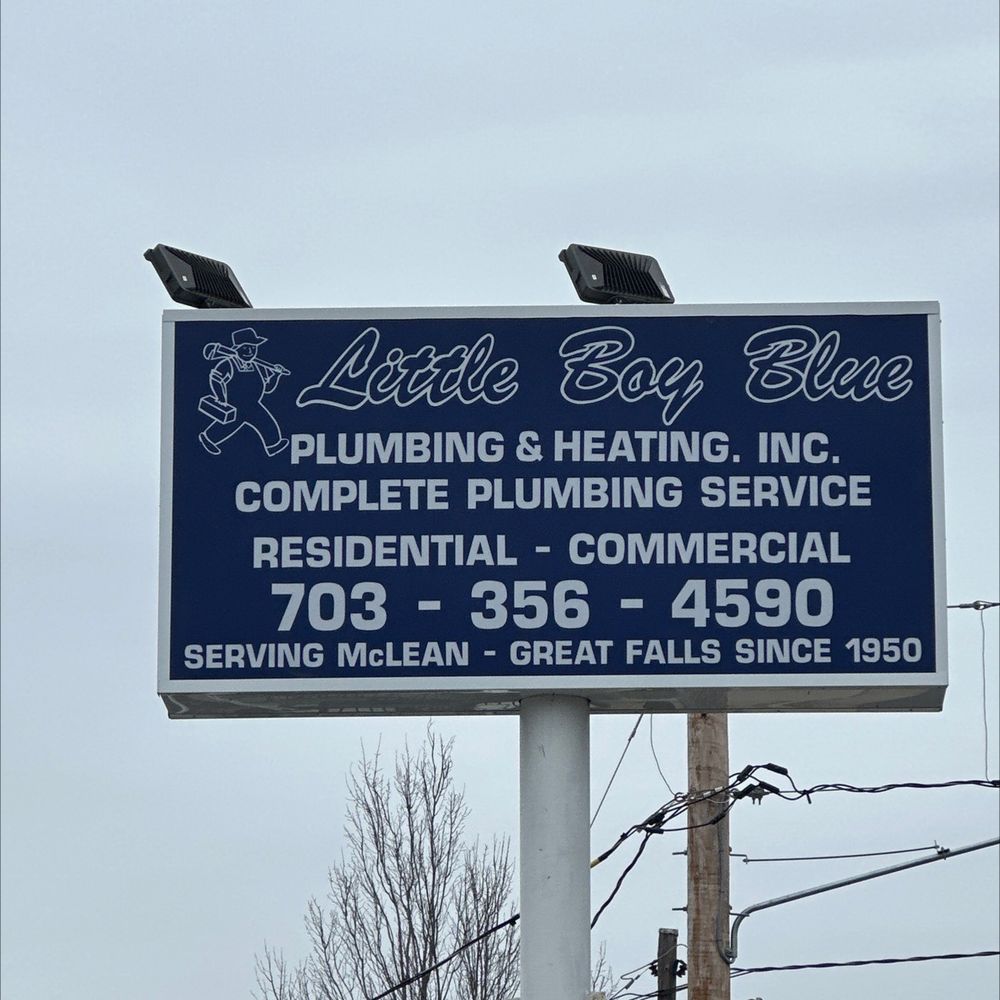 Little Boy Blue
PLUMBING & HEATING. INC.
COMPLETE PLUMBING SERVICE
RESIDENTIAL - COMMERCIAL
703 - 356 - 4590
SERVING McLEAN - GREAT FALLS SINCE 1950